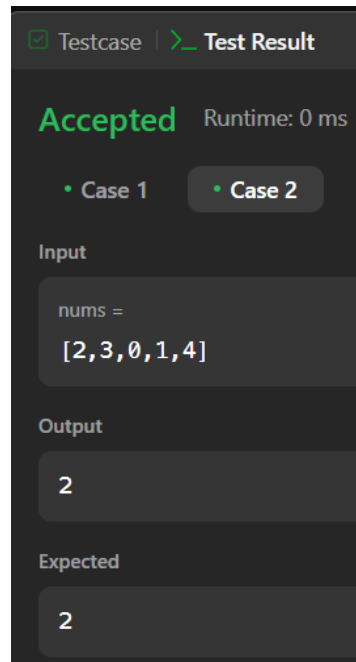 Testcase | >_ Test Result
Accepted Runtime: 0 ms
• Case 1 • Case 2
Input
nums =
[2,3,0,1,4]
Output
2
Expected
2